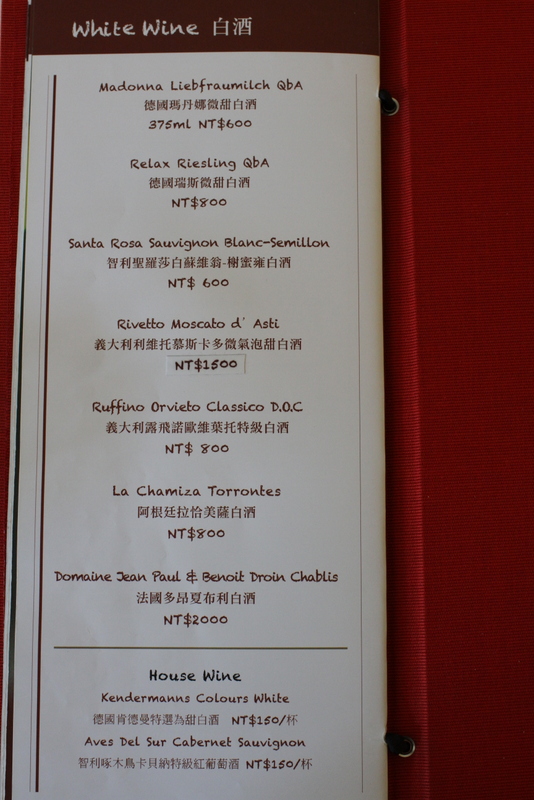 White Wine 白酒
Madonna Liebfraumilch QbA
德國瑪丹娜微甜白酒
375ml NT$600
Relax Riesling QbA
德國瑞斯微甜白酒
NT$800
Santa Rosa Sauvignon Blanc-Semillon
智利聖羅莎白蘇維翁-榭蜜雍白酒
NT$ 600
Rivetto Moscato d' Asti
義大利利維托慕斯卡多微氣泡甜白酒
NT$1500
Ruffino Orvieto Classico D.O.C
義大利露飛諾歐維葉托特級白酒
NT$ 800
La Chamiza Torrontes
阿根廷拉恰美薩白酒
NT$800
Domaine Jean Paul & Benoit Droin Chablis
法國多昂夏布利白酒
NT$2000
House Wine
Kendermanns Colours White
德國肯德曼特選為甜白酒 NT$150/杯
Aves Del Sur Cabernet Sauvignon
智利啄木鳥卡貝納特級紅葡萄酒 NT$150/杯